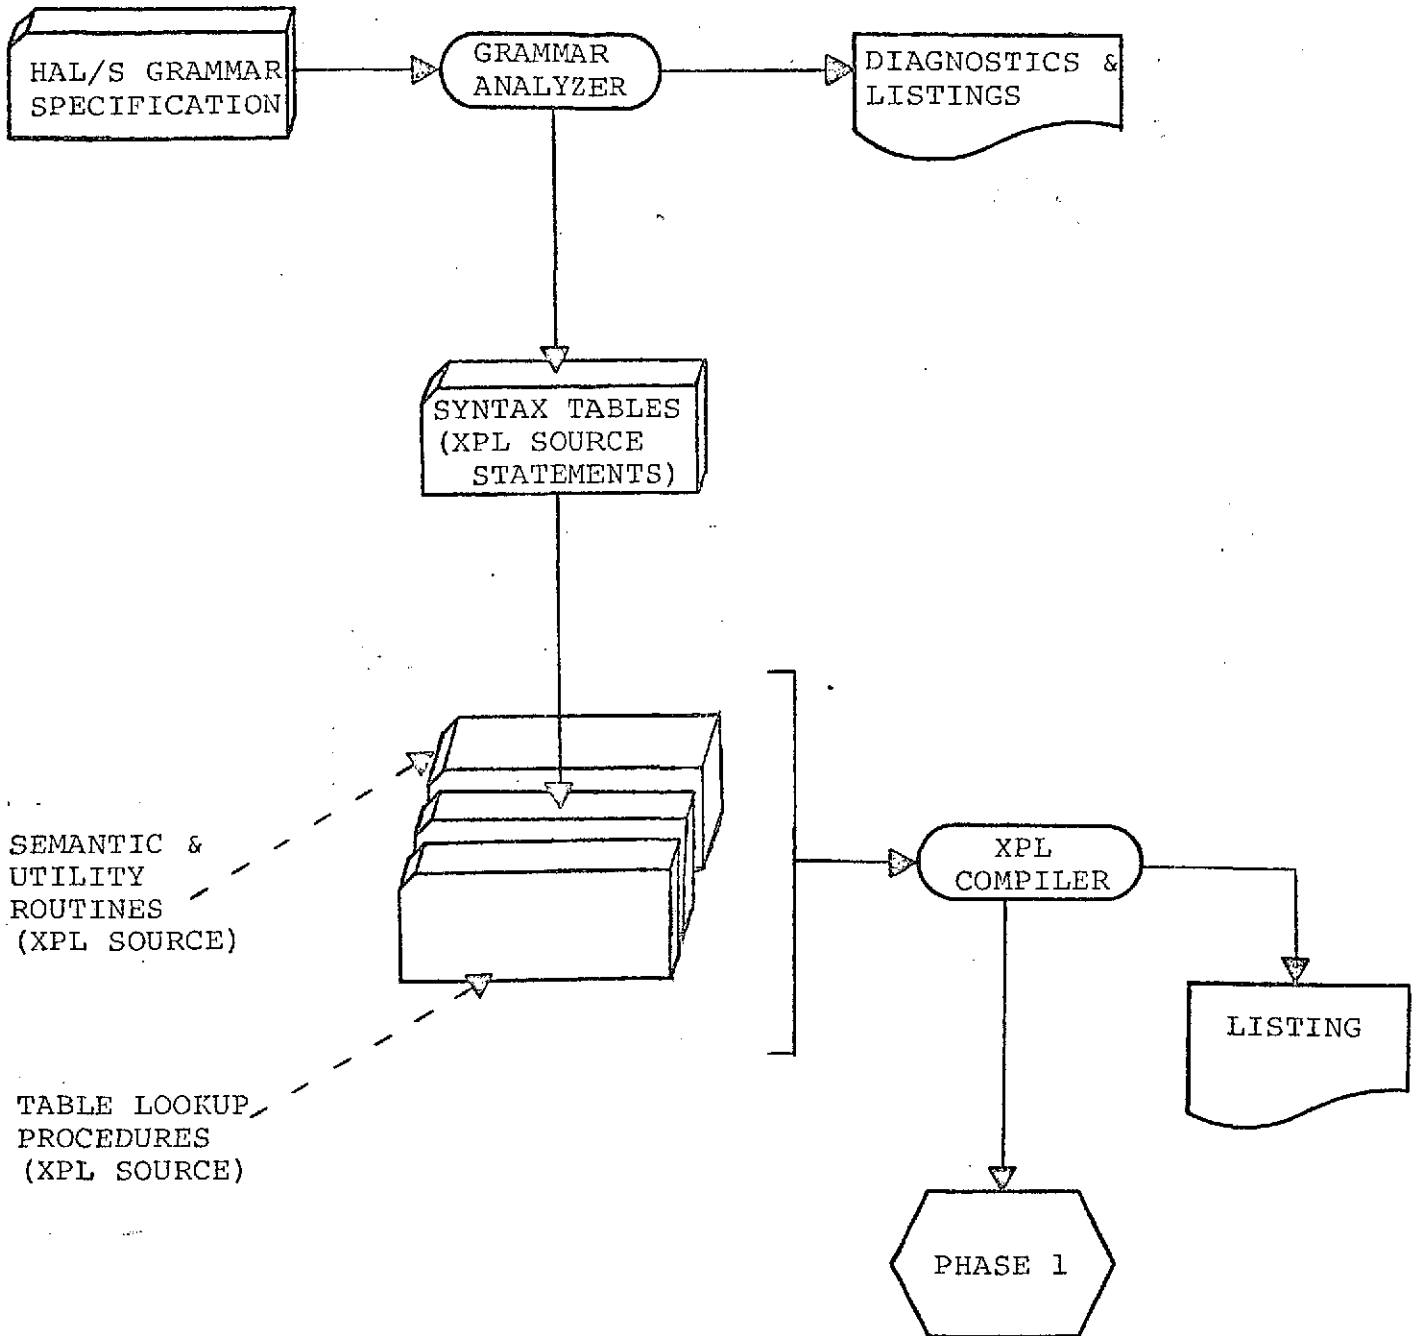 HAL/S GRAMMAR
SPECIFICATION
GRAMMAR
ANALYZER
DIAGNOSTICS &
LISTINGS
SYNTAX TABLES
(XPL SOURCE
STATEMENTS)
SEMANTIC &
UTILITY
ROUTINES
(XPL SOURCE)
XPL
COMPILER
LISTING
TABLE LOOKUP
PROCEDURES
(XPL SOURCE)
PHASE 1